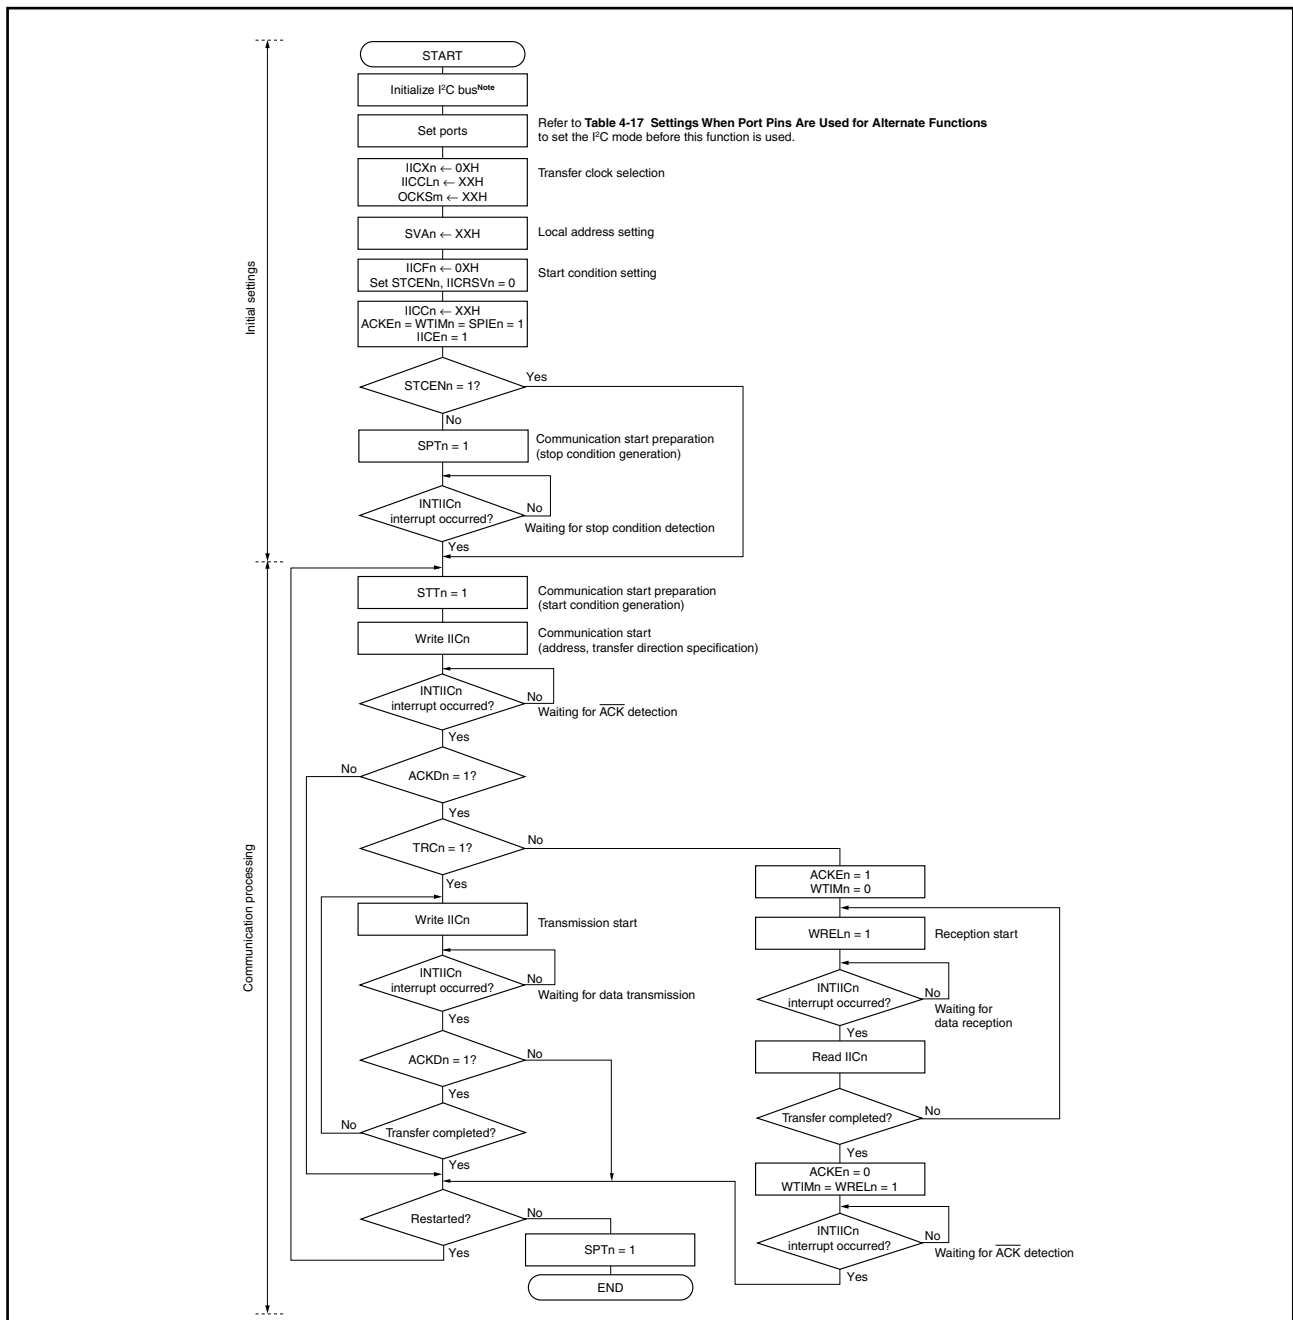 START
Initialize I²C bus^Note
Set ports
Refer to Table 4-17 Settings When Port Pins Are Used for Alternate Functions
to set the I²C mode before this function is used.
IICXn ← 0XH
IICCLn ← XXH
OCKSm ← XXH
Transfer clock selection
SVAn ← XXH
Local address setting
IICFn ← 0XH
Set STCENn, IICRSVn = 0
Start condition setting
IICCn ← XXH
ACKEn = WTIMn = SPIEn = 1
IICEn = 1
Initial settings
STCENn = 1?
Yes
No
SPTn = 1
Communication start preparation
(stop condition generation)
INTIICn
interrupt occurred?
No
Waiting for stop condition detection
Yes
STTn = 1
Communication start preparation
(start condition generation)
Write IICn
Communication start
(address, transfer direction specification)
INTIICn
interrupt occurred?
No
Waiting for A̅C̅K̅ detection
Yes
ACKDn = 1?
No
Yes
TRCn = 1?
No
Yes
Communication processing
Write IICn
Transmission start
INTIICn
interrupt occurred?
No
Waiting for data transmission
Yes
ACKDn = 1?
No
Yes
Transfer completed?
No
Yes
ACKEn = 1
WTIMn = 0
WRELn = 1
Reception start
INTIICn
interrupt occurred?
No
Waiting for
data reception
Yes
Read IICn
Transfer completed?
No
Yes
ACKEn = 0
WTIMn = WRELn = 1
INTIICn
interrupt occurred?
No
Waiting for A̅C̅K̅ detection
Yes
Restarted?
No
Yes
SPTn = 1
END